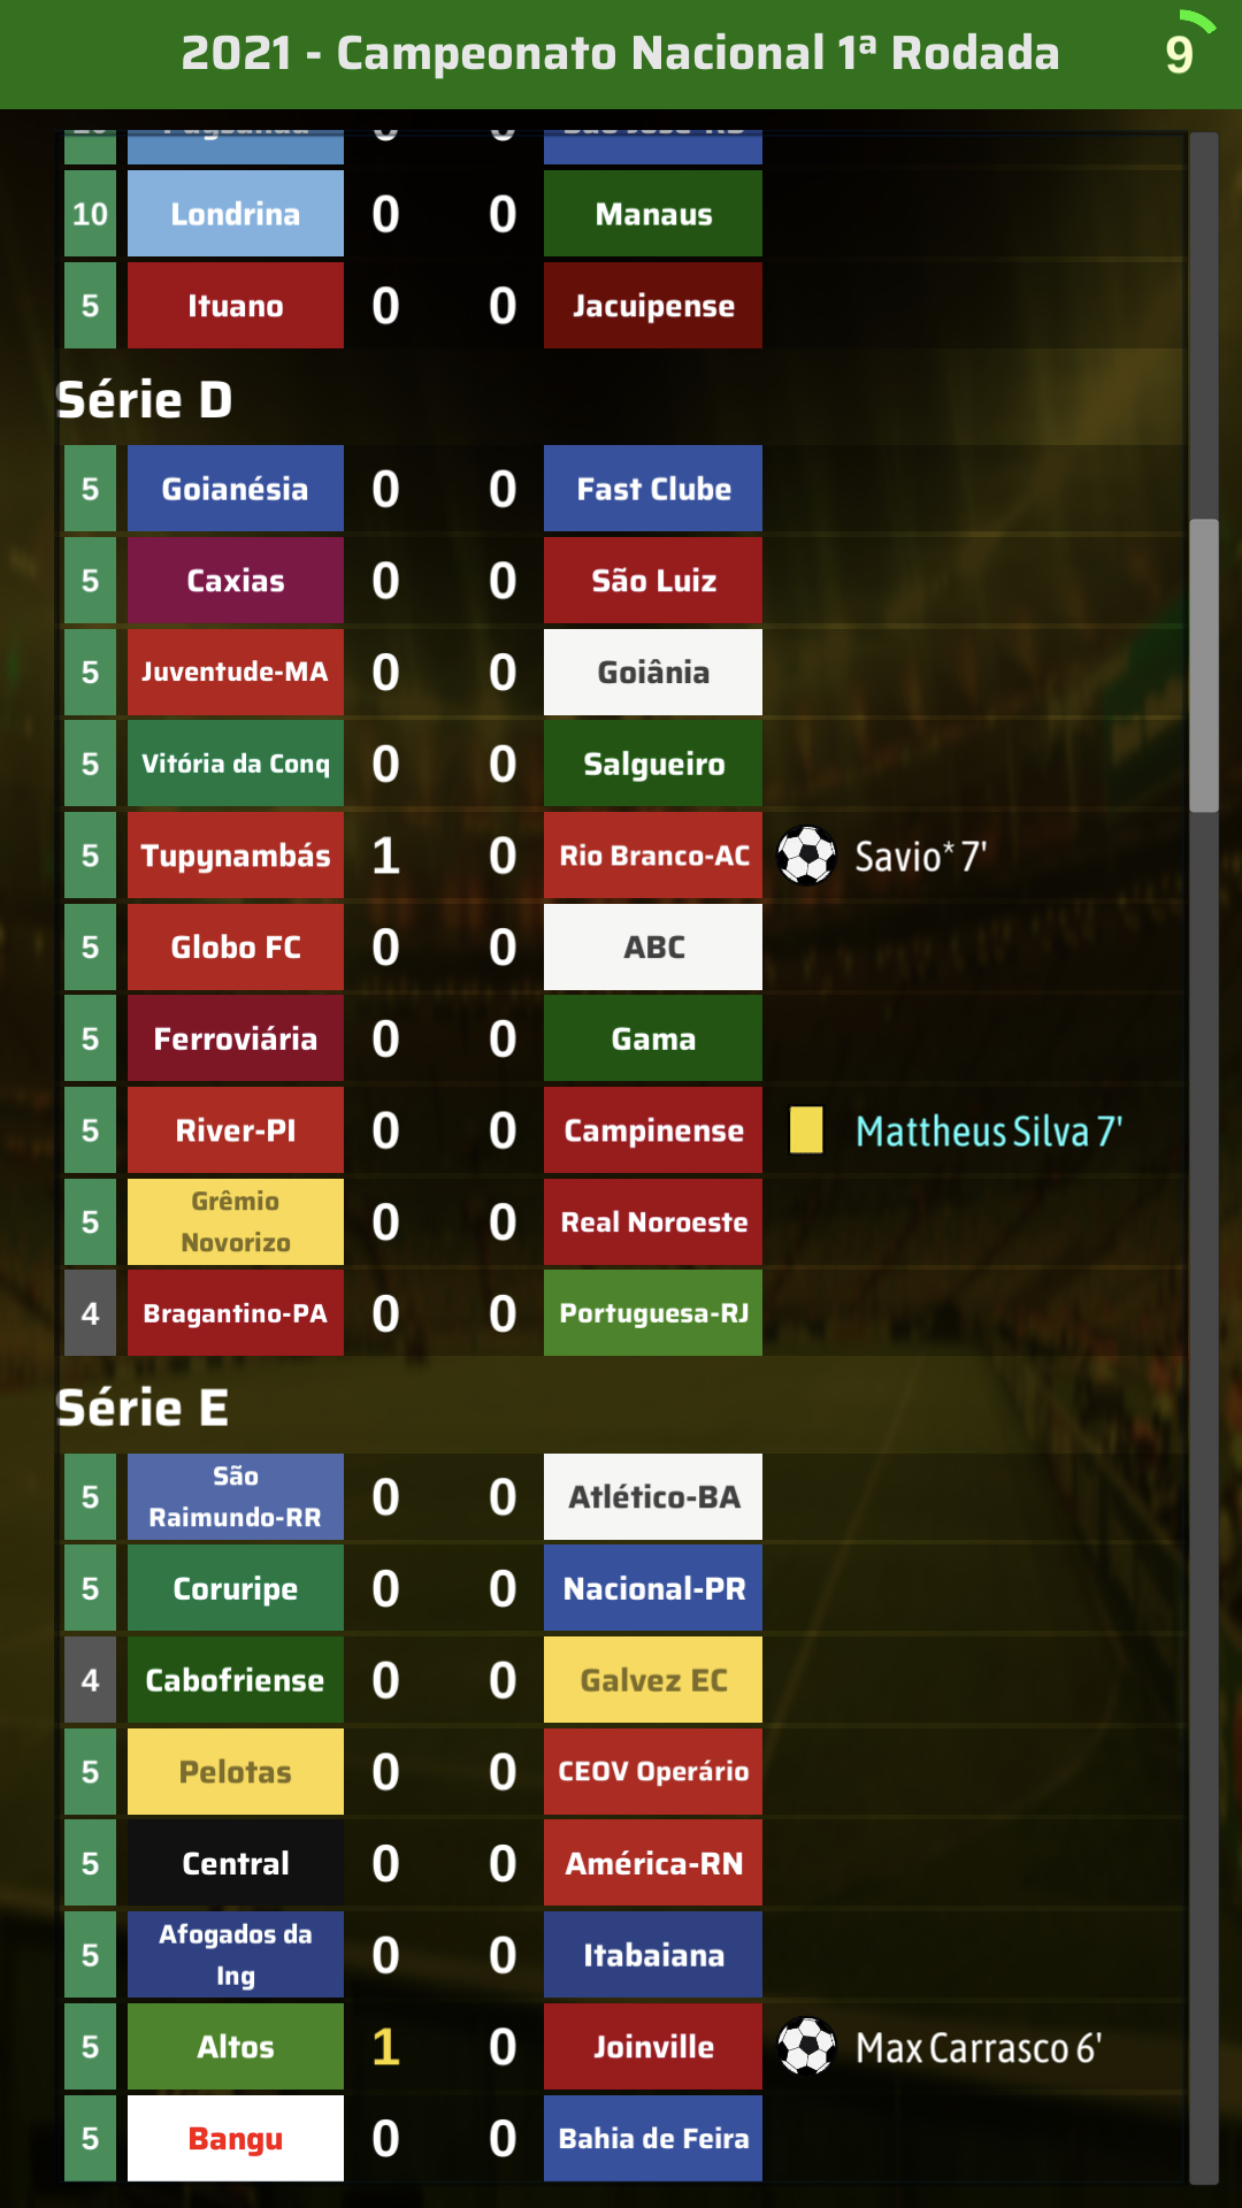 2021 - Campeonato Nacional 1ª Rodada 9
10 Londrina 0 0 Manaus
5 Ituano 0 0 Jacuipense
Série D
5 Goianésia 0 0 Fast Clube
5 Caxias 0 0 São Luiz
5 Juventude-MA 0 0 Goiânia
5 Vitória da Conq 0 0 Salgueiro
5 Tupynambás 1 0 Rio Branco-AC Savio* 7'
5 Globo FC 0 0 ABC
5 Ferroviária 0 0 Gama
5 River-PI 0 0 Campinense Mattheus Silva 7'
5 Grêmio
Novorizo 0 0 Real Noroeste
4 Bragantino-PA 0 0 Portuguesa-RJ
Série E
5 São
Raimundo-RR 0 0 Atlético-BA
5 Coruripe 0 0 Nacional-PR
4 Cabofriense 0 0 Galvez EC
5 Pelotas 0 0 CEOV Operário
5 Central 0 0 América-RN
5 Afogados da
Ing 0 0 Itabaiana
5 Altos 1 0 Joinville Max Carrasco 6'
5 Bangu 0 0 Bahia de Feira